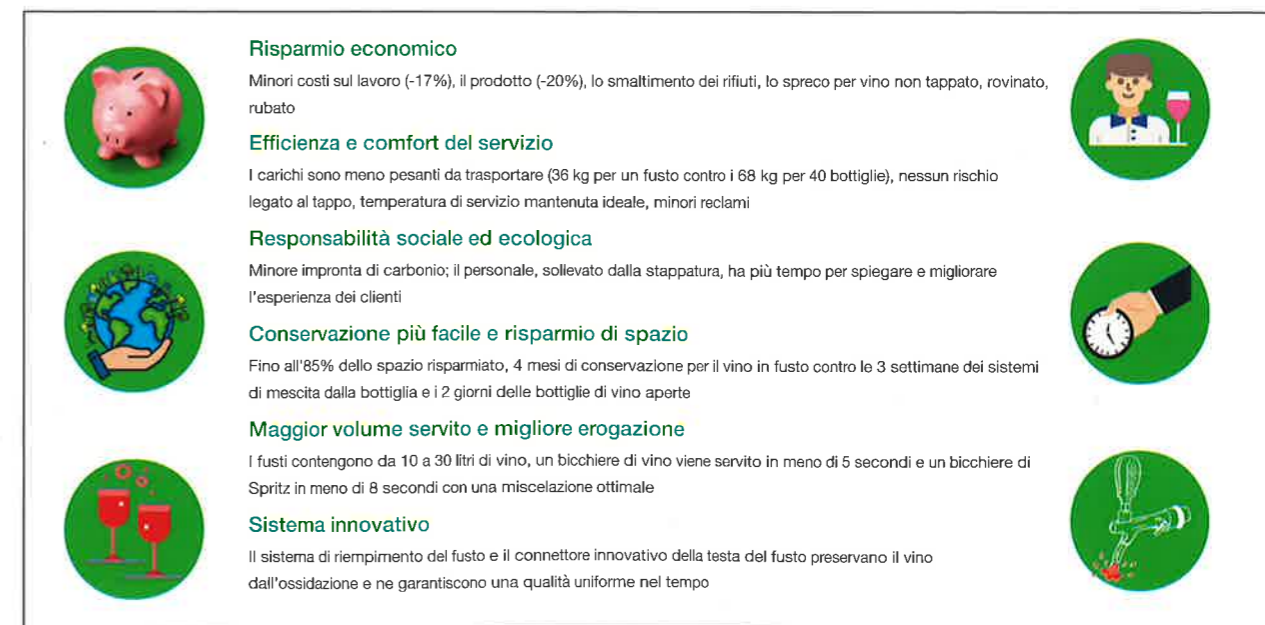 Risparmio economico
Minori costi sul lavoro (-17%), il prodotto (-20%), lo smaltimento dei rifiuti, lo spreco per vino non tappato, rovinato,
rubato
Efficienza e comfort del servizio
I carichi sono meno pesanti da trasportare (36 kg per un fusto contro i 68 kg per 40 bottiglie), nessun rischio
legato al tappo, temperatura di servizio mantenuta ideale, minori reclami
Responsabilità sociale ed ecologica
Minore impronta di carbonio; il personale, sollevato dalla stappatura, ha più tempo per spiegare e migliorare
l'esperienza dei clienti
Conservazione più facile e risparmio di spazio
Fino all'85% dello spazio risparmiato, 4 mesi di conservazione per il vino in fusto contro le 3 settimane dei sistemi
di mescita dalla bottiglia e i 2 giorni delle bottiglie di vino aperte
Maggior volume servito e migliore erogazione
I fusti contengono da 10 a 30 litri di vino, un bicchiere di vino viene servito in meno di 5 secondi e un bicchiere di
Spritz in meno di 8 secondi con una miscelazione ottimale
Sistema innovativo
Il sistema di riempimento del fusto e il connettore innovativo della testa del fusto preservano il vino
dall'ossidazione e ne garantiscono una qualità uniforme nel tempo